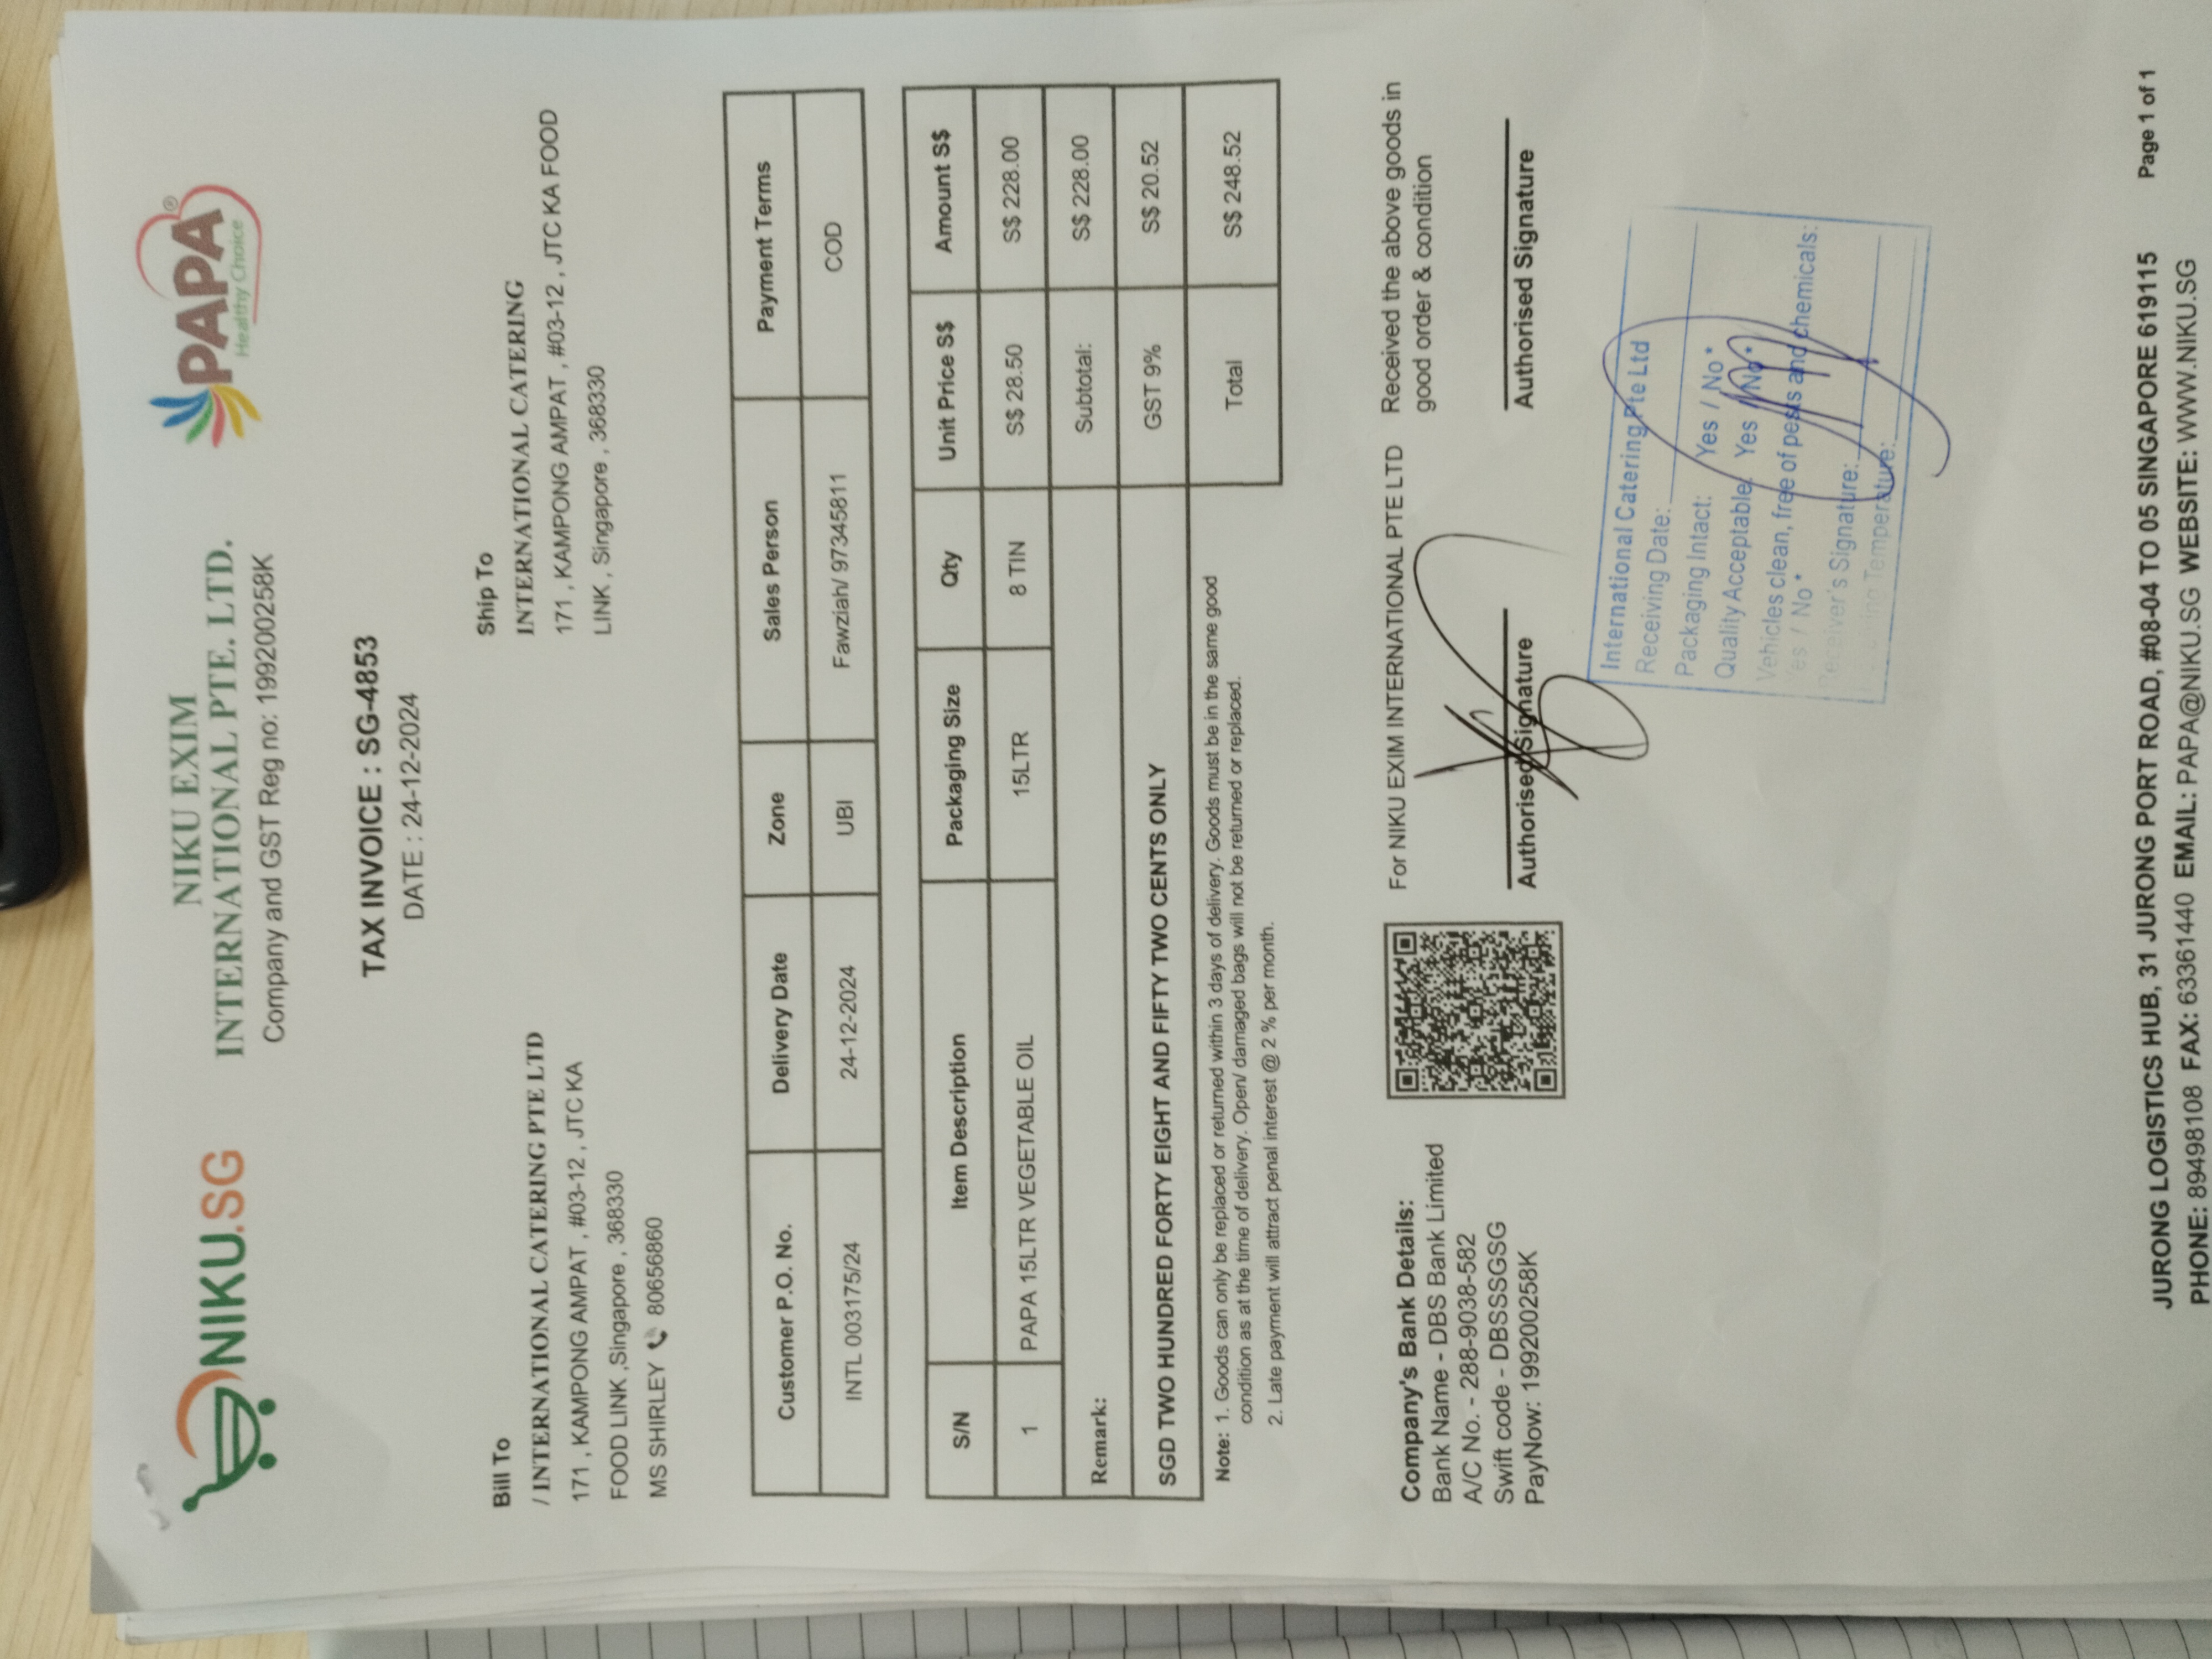 NIKU.SG
NIKU EXIM
INTERNATIONAL PTE. LTD.
Company and GST Reg no: 199200258K
PAPA®
Healthy Choice
TAX INVOICE : SG-4853
DATE : 24-12-2024
Bill To
/ INTERNATIONAL CATERING PTE LTD
171 , KAMPONG AMPAT , #03-12 , JTC KA
FOOD LINK ,Singapore , 368330
MS SHIRLEY 80656860
Ship To
INTERNATIONAL CATERING
171 , KAMPONG AMPAT , #03-12 , JTC KA FOOD
LINK , Singapore , 368330
Customer P.O. No. Delivery Date Zone Sales Person Payment Terms
INTL 003175/24 24-12-2024 UBI Fawziah/ 97345811 COD
S/N Item Description Packaging Size Qty Unit Price S$ Amount S$
1 PAPA 15LTR VEGETABLE OIL 15LTR 8 TIN S$ 28.50 S$ 228.00
Remark: Subtotal: S$ 228.00
SGD TWO HUNDRED FORTY EIGHT AND FIFTY TWO CENTS ONLY GST 9% S$ 20.52
Total S$ 248.52
Note: 1. Goods can only be replaced or returned within 3 days of delivery. Goods must be in the same good
condition as at the time of delivery. Open/ damaged bags will not be returned or replaced.
2. Late payment will attract penal interest @ 2 % per month.
Company's Bank Details:
Bank Name - DBS Bank Limited
A/C No. - 288-9038-582
Swift code - DBSSSGSG
PayNow: 199200258K
For NIKU EXIM INTERNATIONAL PTE LTD
Authorised Signature
Received the above goods in
good order & condition
Authorised Signature
International Catering Pte Ltd
Receiving Date:
Packaging Intact: Yes / No *
Quality Acceptable: Yes / No *
Vehicles clean, free of pests and chemicals:
Yes / No *
Receiver's Signature:
Temperature:
JURONG LOGISTICS HUB, 31 JURONG PORT ROAD, #08-04 TO 05 SINGAPORE 619115 Page 1 of 1
PHONE: 89498108 FAX: 63361440 EMAIL: PAPA@NIKU.SG WEBSITE: WWW.NIKU.SG